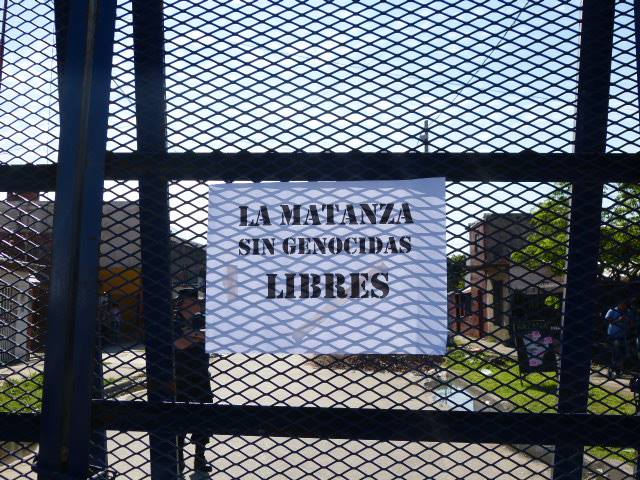 LA MATANZA
SIN GENOCIDAS
LIBRES